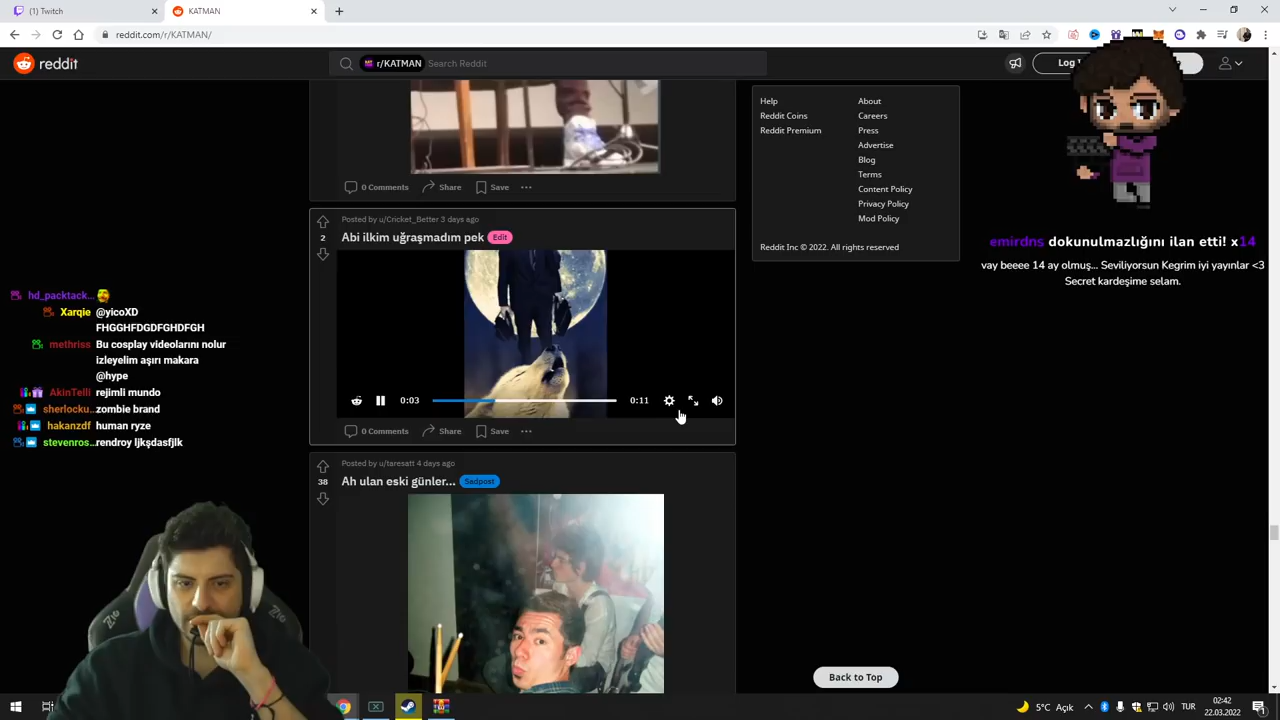 (1) Twitch
KATMAN
reddit.com/r/KATMAN/
reddit
r/KATMAN Search Reddit
0 Comments Share Save
Posted by u/Cricket_Better 3 days ago
2
Abi ilkim uğraşmadım pek Edit
0:03 0:11
0 Comments Share Save
Posted by u/taresatt 4 days ago
38
Ah ulan eski günler... Sadpost
Help About
Reddit Coins Careers
Reddit Premium Press
Advertise
Blog
Terms
Content Policy
Privacy Policy
Mod Policy
Reddit Inc © 2022. All rights reserved
Back to Top
emirdns dokunulmazlığını ilan etti! x14
vay beeee 14 ay olmuş... Seviliyorsun Kegrim iyi yayınlar <3
Secret kardeşime selam.
hd_packtack...
Xarqie @yicoXD
FHGGHFDGDFGHDFGH
methriss Bu cosplay videolarını nolur
izleyelim aşırı makara
@hype
AkinTelli rejimli mundo
sherlocku... zombie brand
hakanzdf human ryze
stevenros... rendroy ljkşdasfjlk
5°C Açık TUR 02:42
22.03.2022